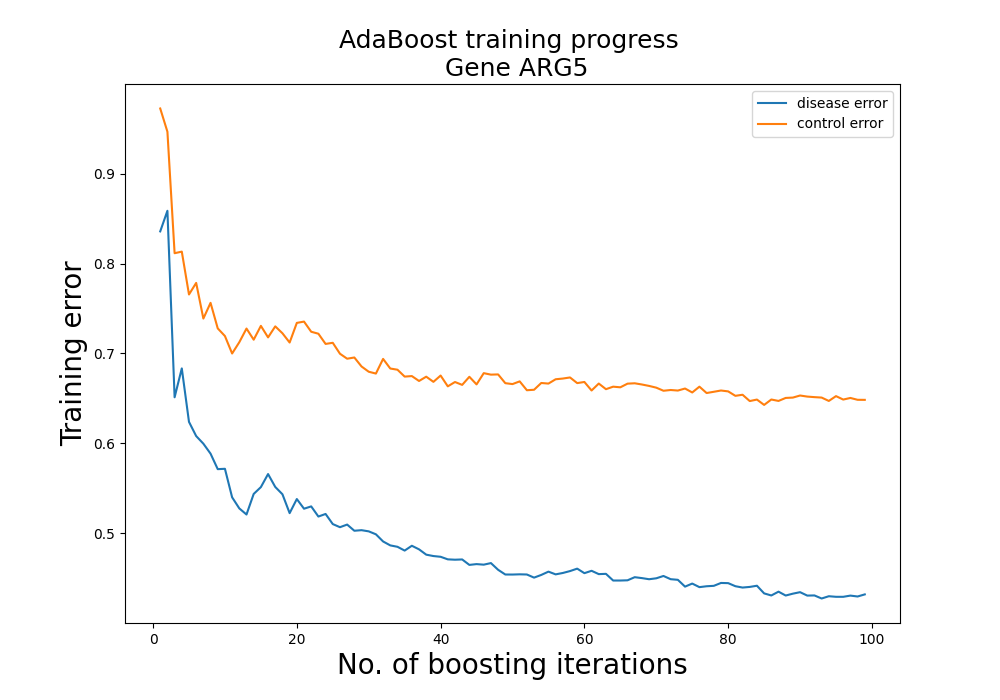 AdaBoost training progress
Gene ARG5
disease error
control error
Training error
0.9
0.8
0.7
0.6
0.5
0
20
40
60
80
100
No. of boosting iterations